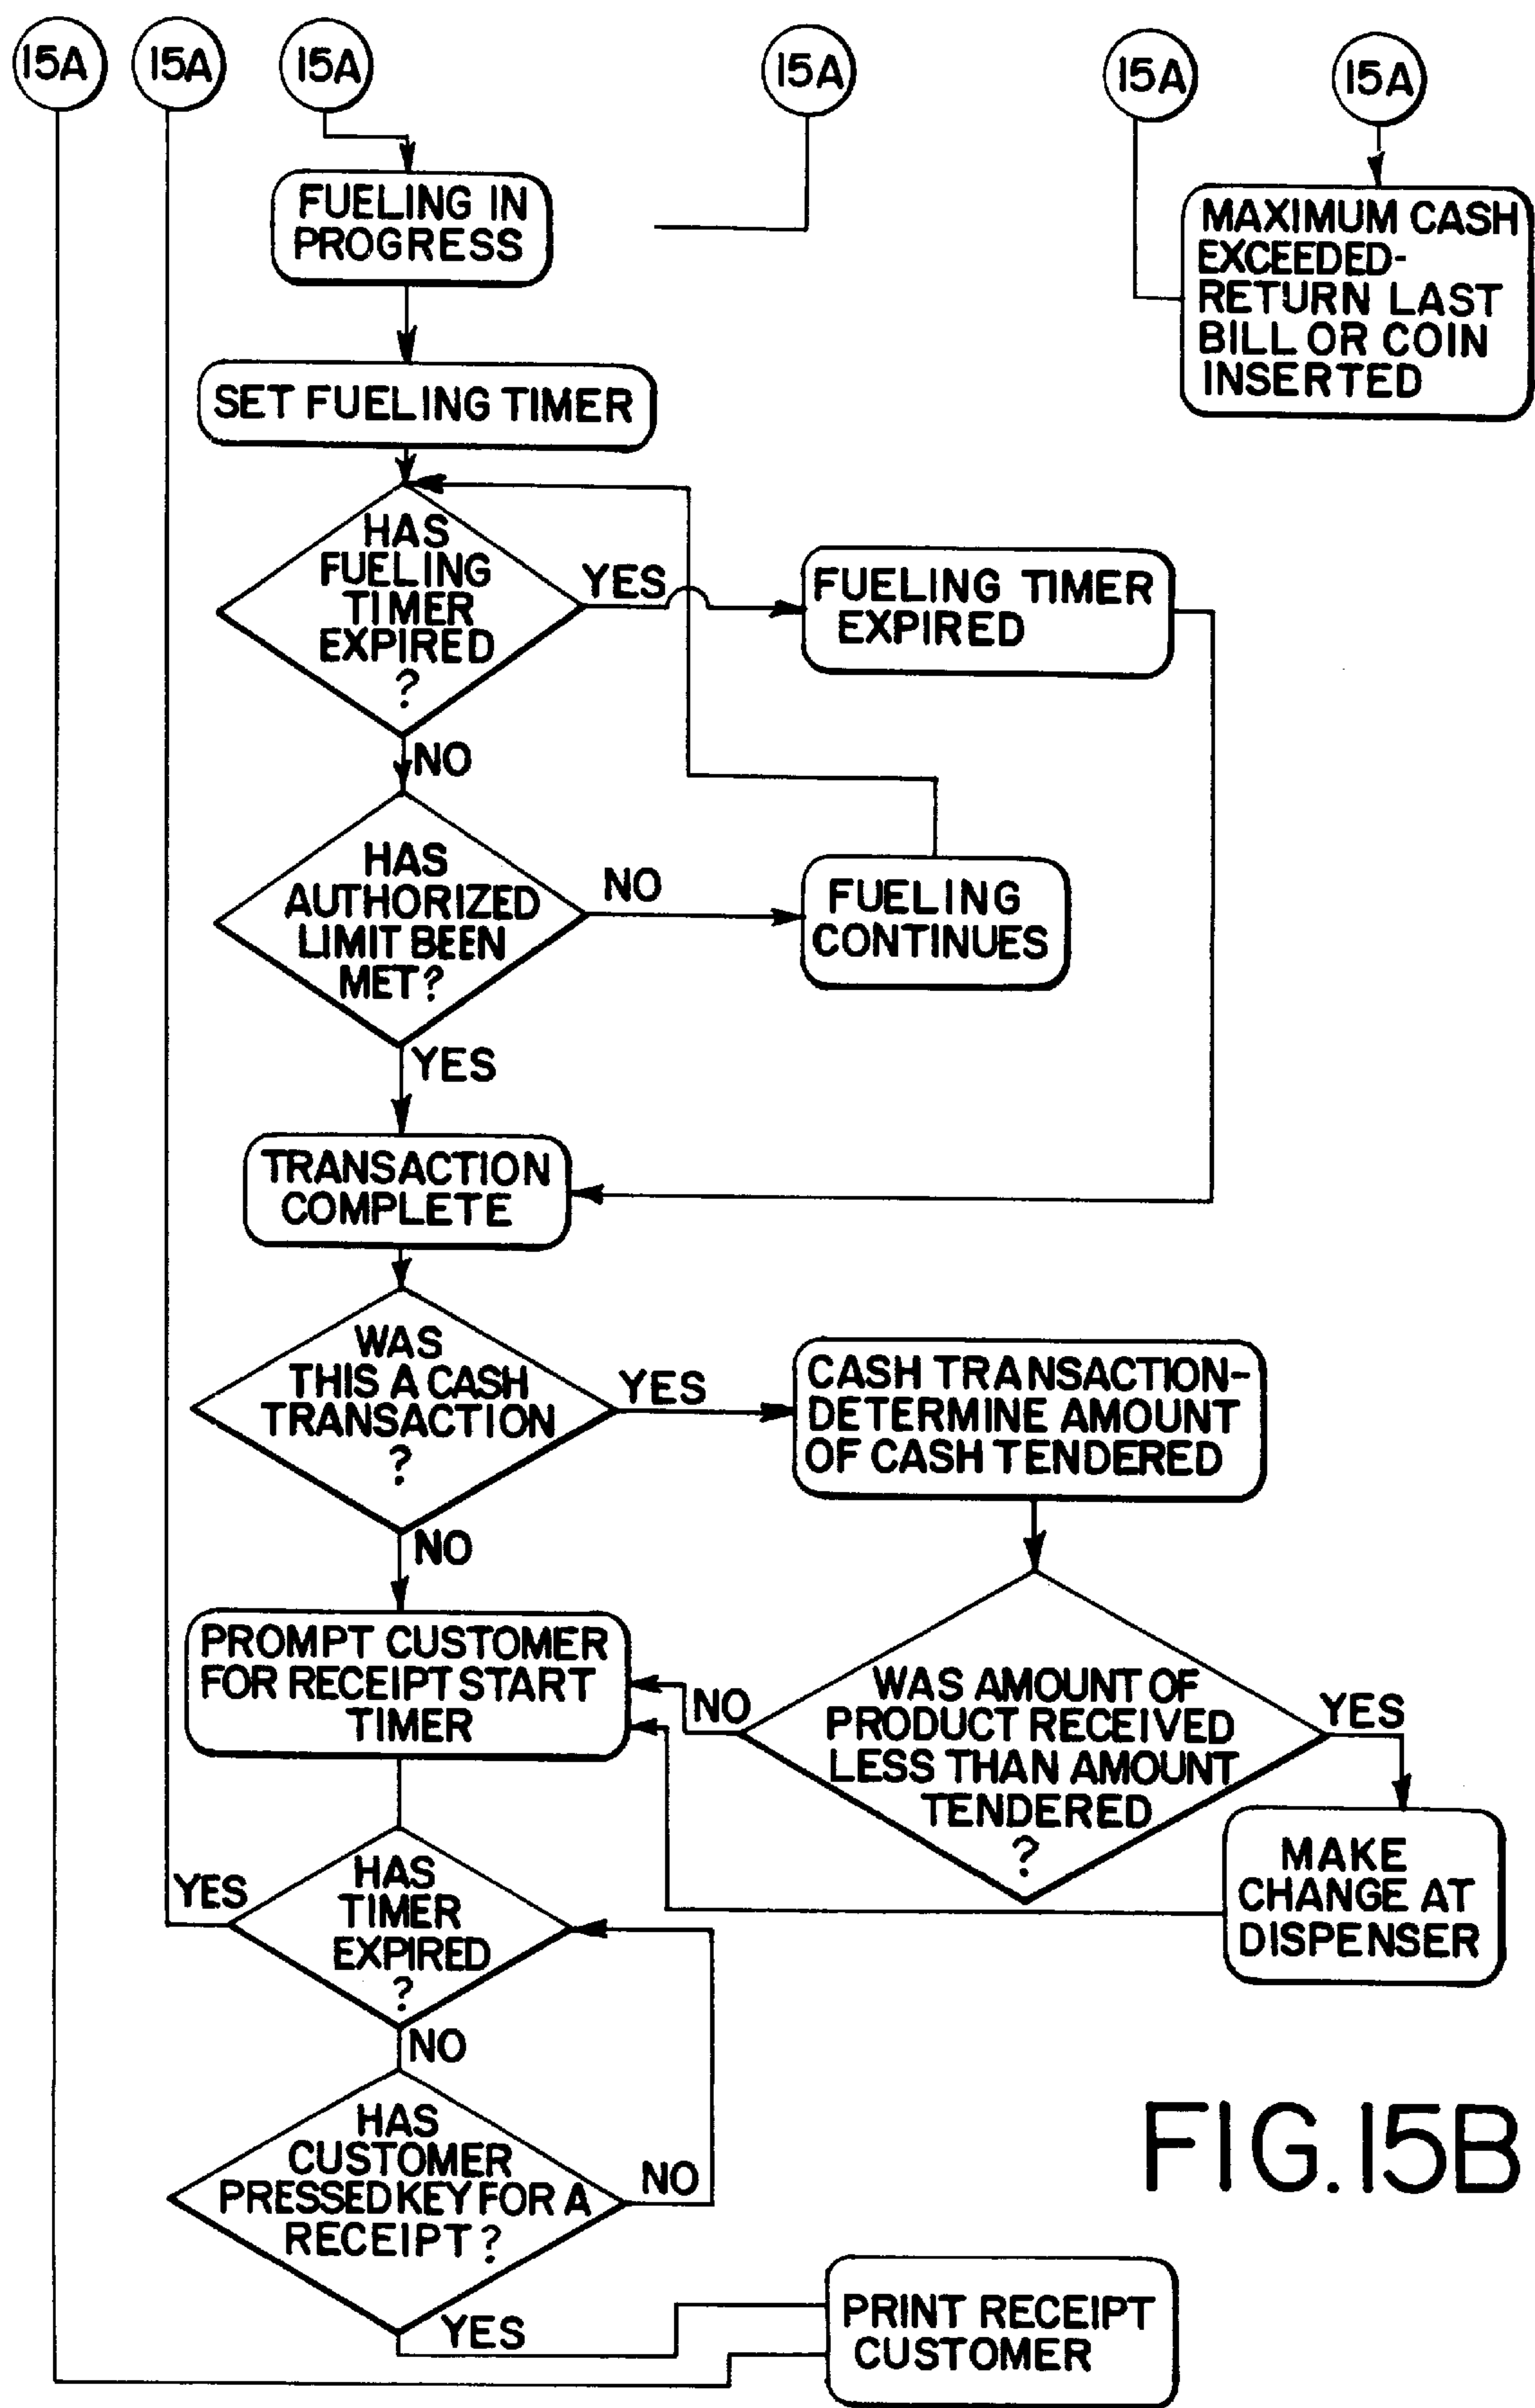 15A
15A
15A
15A
15A
15A
FUELING IN
PROGRESS
MAXIMUM CASH
EXCEEDED-
RETURN LAST
BILL OR COIN
INSERTED
SET FUELING TIMER
HAS
FUELING
TIMER
EXPIRED
?
YES
FUELING TIMER
EXPIRED
NO
HAS
AUTHORIZED
LIMIT BEEN
MET?
NO
FUELING
CONTINUES
YES
TRANSACTION
COMPLETE
WAS
THIS A CASH
TRANSACTION
?
YES
CASH TRANSACTION-
DETERMINE AMOUNT
OF CASH TENDERED
NO
PROMPT CUSTOMER
FOR RECEIPT START
TIMER
NO
WAS AMOUNT OF
PRODUCT RECEIVED
LESS THAN AMOUNT
TENDERED
?
YES
MAKE
CHANGE AT
DISPENSER
YES
HAS
TIMER
EXPIRED
?
NO
HAS
CUSTOMER
PRESSED KEY FOR A
RECEIPT?
NO
YES
PRINT RECEIPT
CUSTOMER
FIG. 15B